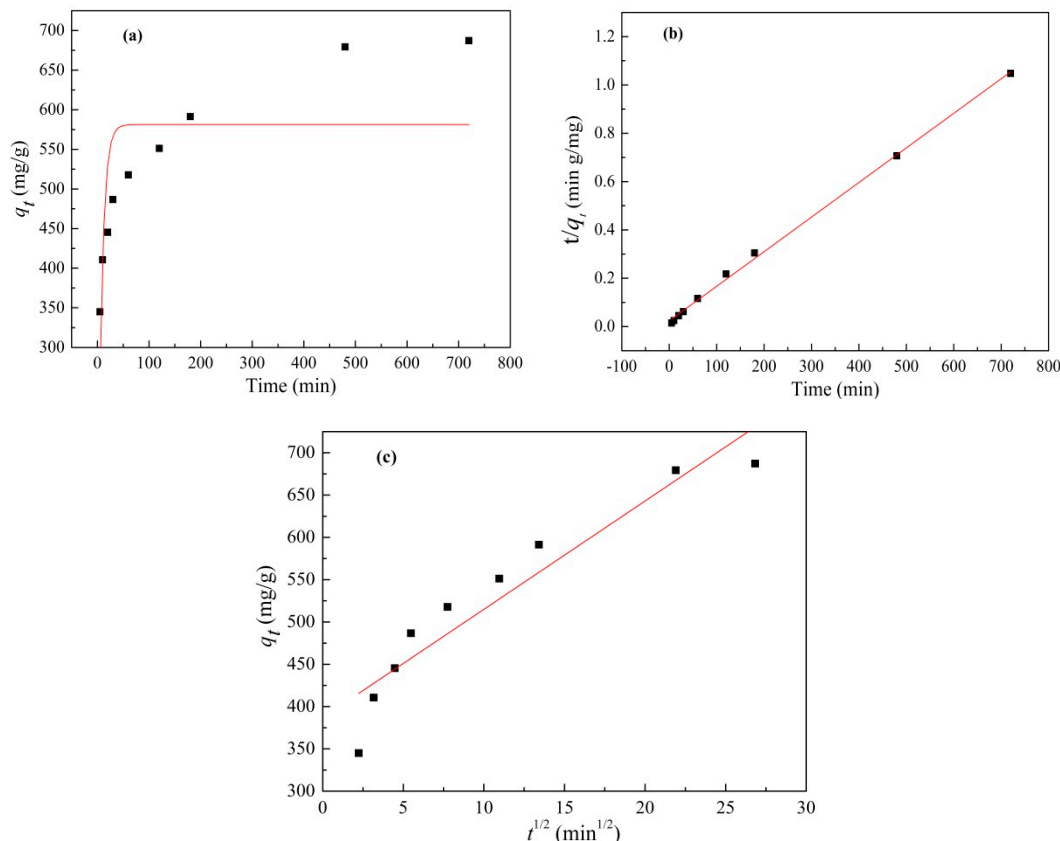 (a)
700
650
600
550
500
450
400
350
300
q_t (mg/g)
0 100 200 300 400 500 600 700 800
Time (min)
(b)
1.2
1.0
0.8
0.6
0.4
0.2
0.0
t/q_t (min g/mg)
-100 0 100 200 300 400 500 600 700 800
Time (min)
(c)
700
650
600
550
500
450
400
350
300
q_t (mg/g)
0 5 10 15 20 25 30
t^{1/2} (min^{1/2})